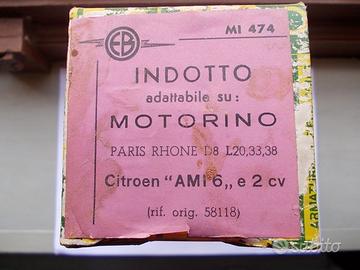 EB
MI 474
INDOTTO
adattabile su:
MOTORINO
PARIS RHONE D8 L20,33,38
Citroen "AMI 6„ e 2 cv
(rif. orig. 58118)
subito